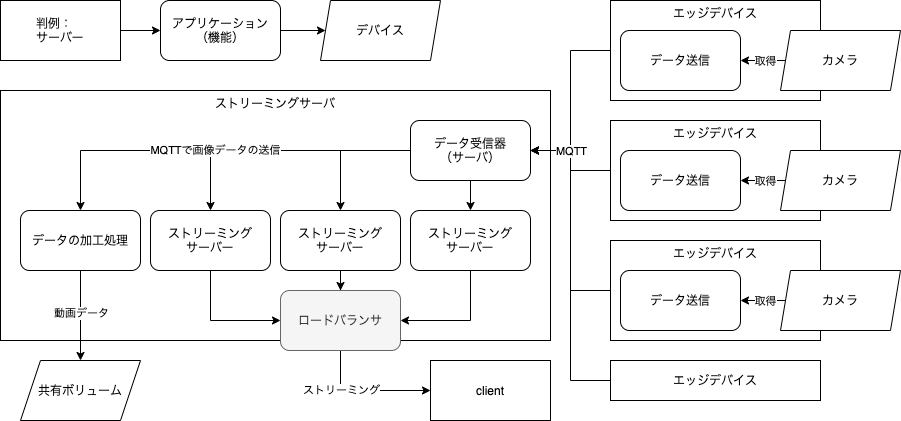 判例：
サーバー
アプリケーション
（機能）
デバイス
エッジデバイス
データ送信
取得
カメラ
ストリーミングサーバ
データ受信器
（サーバ）
MQTTで画像データの送信
MQTT
エッジデバイス
データ送信
取得
カメラ
データの加工処理
ストリーミング
サーバー
ストリーミング
サーバー
ストリーミング
サーバー
エッジデバイス
データ送信
取得
カメラ
動画データ
ロードバランサ
共有ボリューム
ストリーミング
client
エッジデバイス